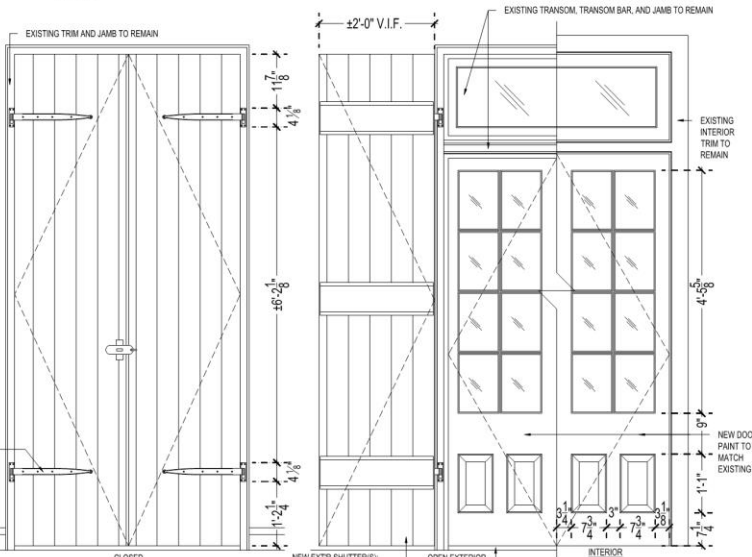 EXISTING TRIM AND JAMB TO REMAIN
±2'-0" V.I.F.
EXISTING TRANSOM, TRANSOM BAR, AND JAMB TO REMAIN
11 7/8"
4 1/8"
±6'-2 1/8"
4 1/8"
1'-2 1/4"
EXISTING
INTERIOR
TRIM TO
REMAIN
4'-5 5/8"
9"
NEW DOO
PAINT TO
MATCH
EXISTING
1'-1"
7 1/4"
3 1/4" 7 3/4" 3" 7 3/4" 3 1/8"
CLOSED
NEW EXT'R SHUTTER(S);
OPEN EXTERIOR
INTERIOR